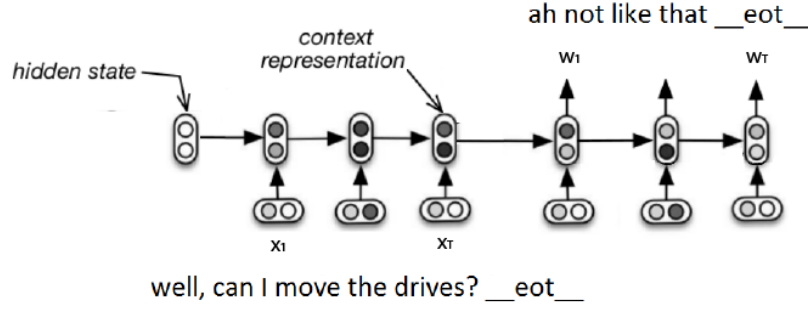 ah not like that __eot__
context
representation
hidden state
W1
WT
X1
XT
well, can I move the drives? __eot__